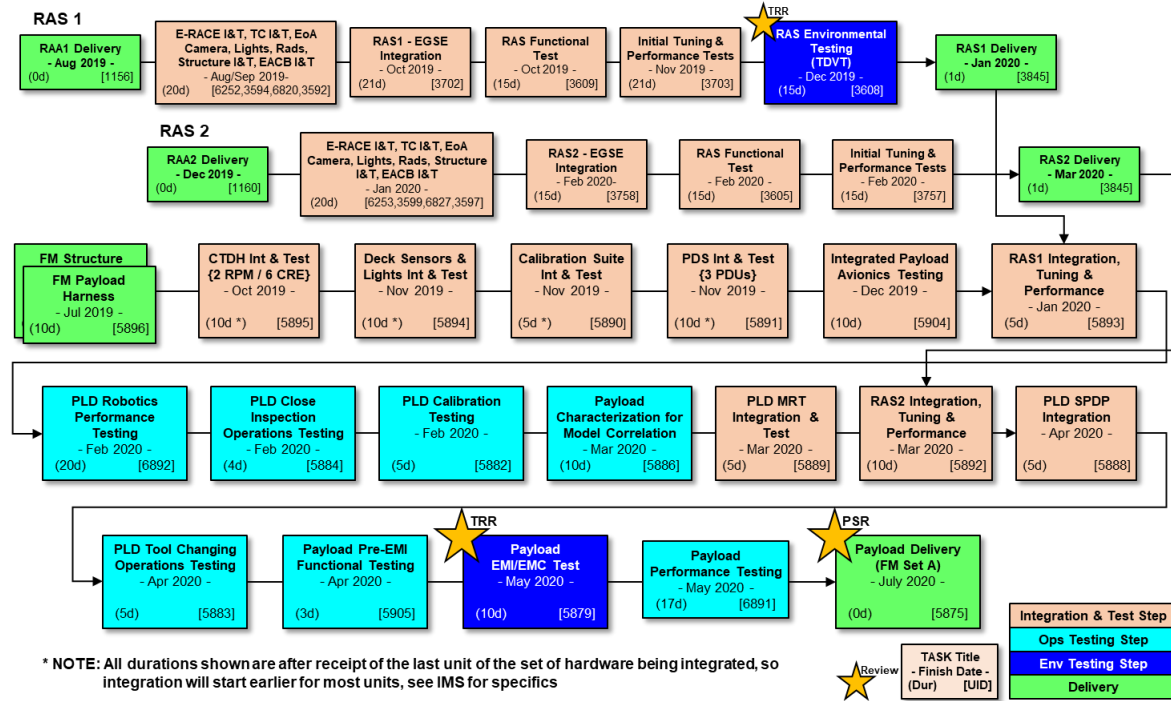 RAS 1
RAA1 Delivery
- Aug 2019 -
(0d) [1156]
E-RACE I&T, TC I&T, EoA
Camera, Lights, Rads,
Structure I&T, EACB I&T
- Aug/Sep 2019-
(20d) [6252,3594,6820,3592]
RAS1 - EGSE
Integration
- Oct 2019 -
(21d) [3702]
RAS Functional
Test
- Oct 2019 -
(15d) [3609]
Initial Tuning &
Performance Tests
- Nov 2019 -
(21d) [3703]
TRR
RAS Environmental
Testing
(TDVT)
- Dec 2019 -
(15d) [3608]
RAS1 Delivery
- Jan 2020 -
(1d) [3845]
RAS 2
RAA2 Delivery
- Dec 2019 -
(0d) [1160]
E-RACE I&T, TC I&T, EoA
Camera, Lights, Rads, Structure
I&T, EACB I&T
- Jan 2020 -
(20d) [6253,3599,6827,3597]
RAS2 - EGSE
Integration
- Feb 2020-
(15d) [3758]
RAS Functional
Test
- Feb 2020 -
(15d) [3605]
Initial Tuning &
Performance Tests
- Feb 2020 -
(15d) [3757]
RAS2 Delivery
- Mar 2020 -
(1d) [3845]
FM Structure
FM Payload
Harness
- Jul 2019 -
(10d) [5896]
CTDH Int & Test
{2 RPM / 6 CRE}
- Oct 2019 -
(10d *) [5895]
Deck Sensors &
Lights Int & Test
- Nov 2019 -
(10d *) [5894]
Calibration Suite
Int & Test
- Nov 2019 -
(5d *) [5890]
PDS Int & Test
{3 PDUs}
- Nov 2019 -
(10d *) [5891]
Integrated Payload
Avionics Testing
- Dec 2019 -
(10d) [5904]
RAS1 Integration,
Tuning &
Performance
- Jan 2020 -
(5d) [5893]
PLD Robotics
Performance
Testing
- Feb 2020 -
(20d) [6892]
PLD Close
Inspection
Operations Testing
- Feb 2020 -
(4d) [5884]
PLD Calibration
Testing
- Feb 2020 -
(5d) [5882]
Payload
Characterization for
Model Correlation
- Mar 2020 -
(10d) [5886]
PLD MRT
Integration &
Test
- Mar 2020 -
(5d) [5889]
RAS2 Integration,
Tuning &
Performance
- Mar 2020 -
(10d) [5892]
PLD SPDP
Integration
- Apr 2020 -
(5d) [5888]
PLD Tool Changing
Operations Testing
- Apr 2020 -
(5d) [5883]
Payload Pre-EMI
Functional Testing
- Apr 2020 -
(3d) [5905]
TRR
Payload
EMI/EMC Test
- May 2020 -
(10d) [5879]
Payload
Performance Testing
- May 2020 -
(17d) [6891]
PSR
Payload Delivery
(FM Set A)
- July 2020 -
(0d) [5875]
* NOTE: All durations shown are after receipt of the last unit of the set of hardware being integrated, so
integration will start earlier for most units, see IMS for specifics
Review
TASK Title
- Finish Date -
(Dur) [UID]
Integration & Test Step
Ops Testing Step
Env Testing Step
Delivery